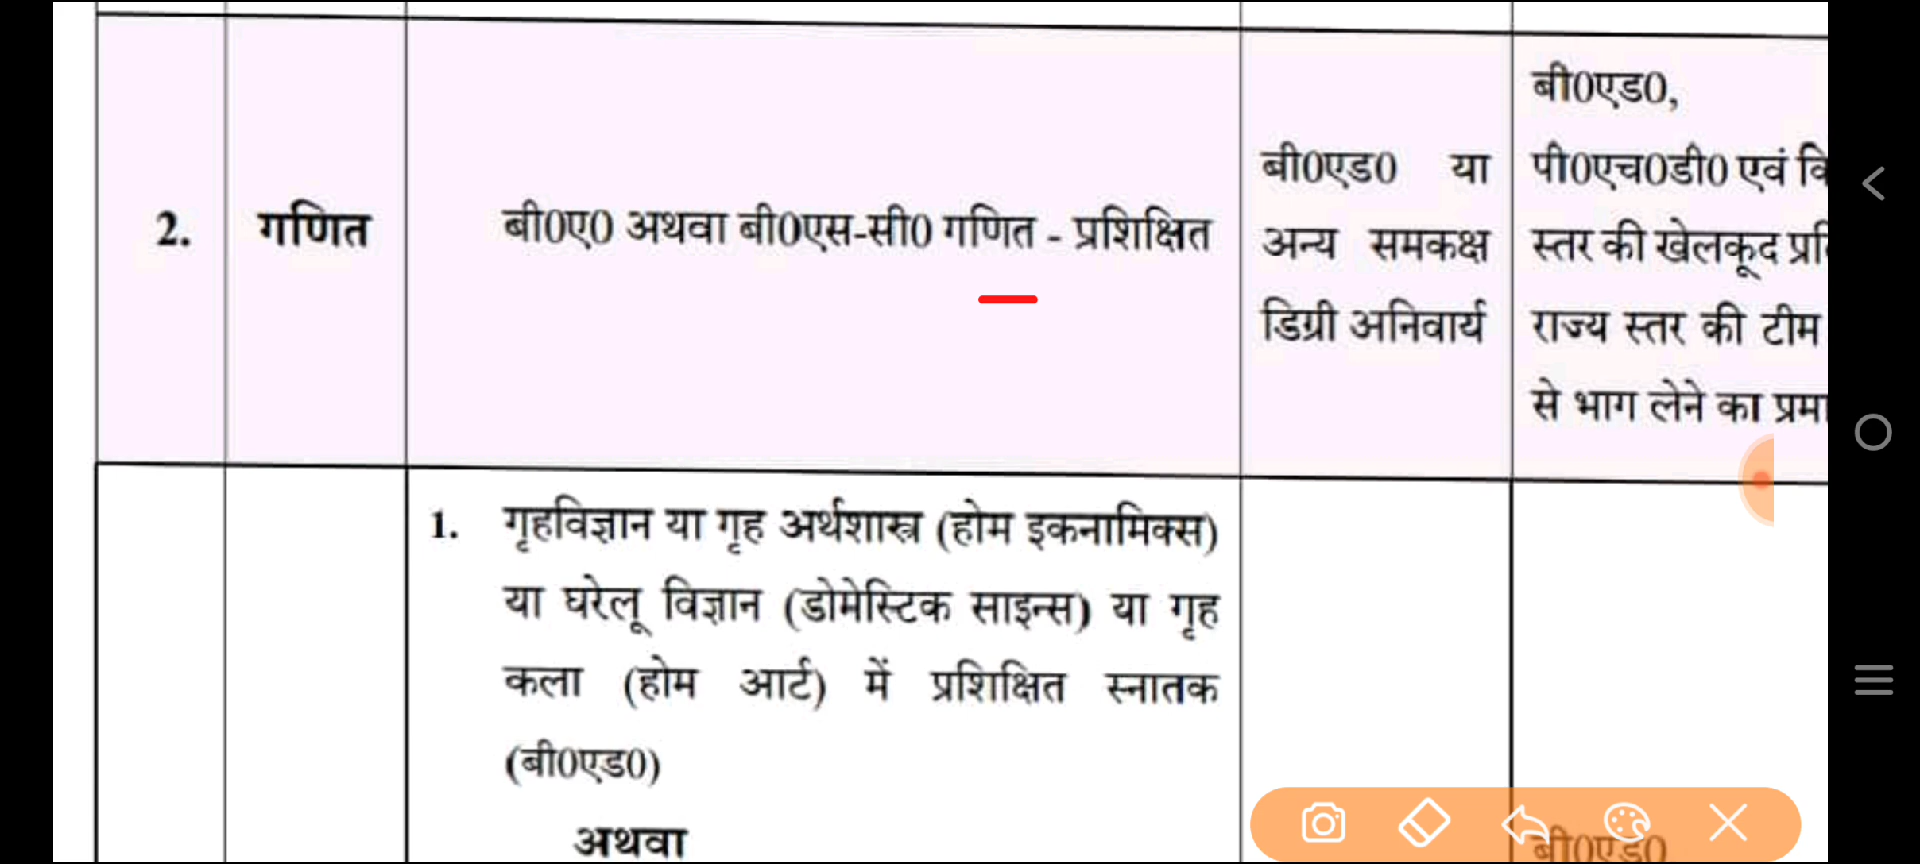 2.
गणित
बी0ए0 अथवा बी0एस-सी0 गणित - प्रशिक्षित
बी0एड0 या
अन्य समकक्ष
डिग्री अनिवार्य
बी0एड0,
पी0एच0डी0 एवं
स्तर की खेलकूद
राज्य स्तर की टीम
से भाग लेने का
1. गृहविज्ञान या गृह अर्थशास्त्र (होम इकनामिक्स)
या घरेलू विज्ञान (डोमेस्टिक साइन्स) या गृह
कला (होम आर्ट) में प्रशिक्षित स्नातक
(बी0एड0)
अथवा
बी0एड0